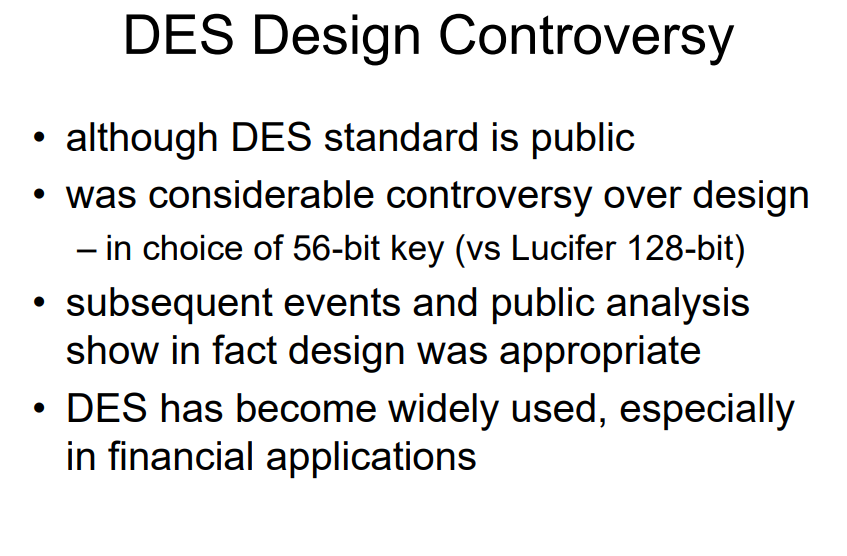 DES Design Controversy
• although DES standard is public
• was considerable controversy over design
– in choice of 56-bit key (vs Lucifer 128-bit)
• subsequent events and public analysis
show in fact design was appropriate
• DES has become widely used, especially
in financial applications